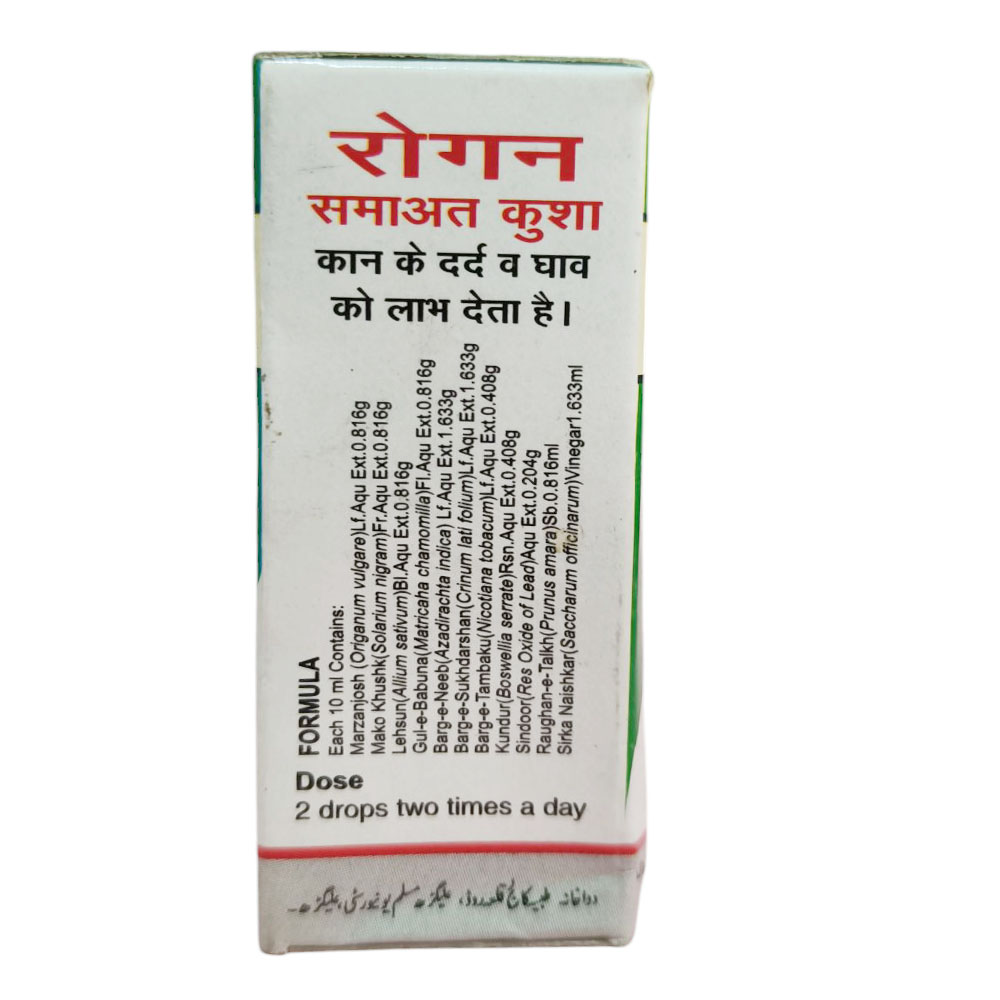 रोगन
समाअत कुशा
कान के दर्द व घाव
को लाभ देता है।
FORMULA
Each 10 ml Contains:
Marzanjosh (Origanum vulgare)Lf.Aqu Ext.0.816g
Mako Khushk(Solarium nigram)Fr.Aqu Ext.0.816g
Lehsun(Allium sativum)Bl.Aqu Ext.0.816g
Gul-e-Babuna(Matricaha chamomilla)Fl.Aqu Ext.0.816g
Barg-e-Neeb(Azadirachta indica) Lf.Aqu Ext.1.633g
Barg-e-Sukhdarshan(Crinum lati folium)Lf.Aqu Ext.1.633g
Barg-e-Tambaku(Nicotiana tobacum)Lf.Aqu Ext.0.408g
Kundur(Boswellia serrate)Rsn.Aqu Ext.0.408g
Sindoor(Res Oxide of Lead)Aqu Ext.0.204g
Raughan-e-Talkh(Prunus amara)Sb.0.816ml
Sirka Naishkar(Saccharum officinarum)Vinegar1.633ml
Dose
2 drops two times a day
دواخانہ طبیہ کالج قلعہ روڈ، علیگڑھ مسلم یونیورسٹی، علیگڑھ۔